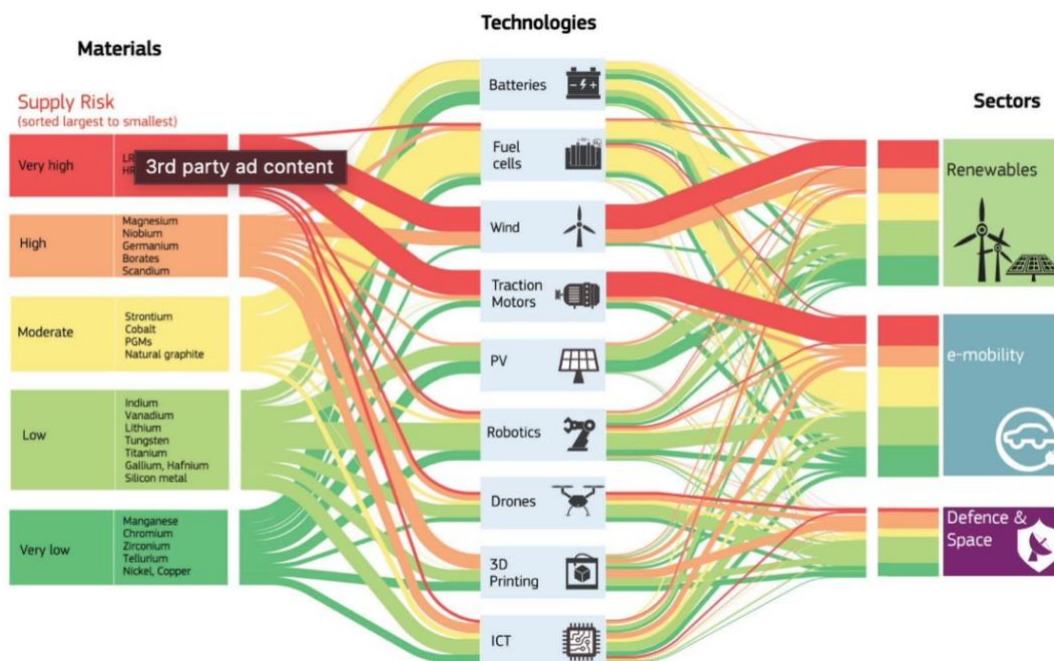 Technologies
Materials
Supply Risk
(sorted largest to smallest)
Sectors
Very high
3rd party ad content
High
Magnesium
Niobium
Germanium
Borates
Scandium
Moderate
Strontium
Cobalt
PGMs
Natural graphite
Low
Indium
Vanadium
Lithium
Tungsten
Titanium
Gallium, Hafnium
Silicon metal
Very low
Manganese
Chromium
Zirconium
Tellurium
Nickel, Copper
Batteries
Fuel
cells
Wind
Traction
Motors
PV
Robotics
Drones
3D
Printing
ICT
Renewables
e-mobility
Defence &
Space